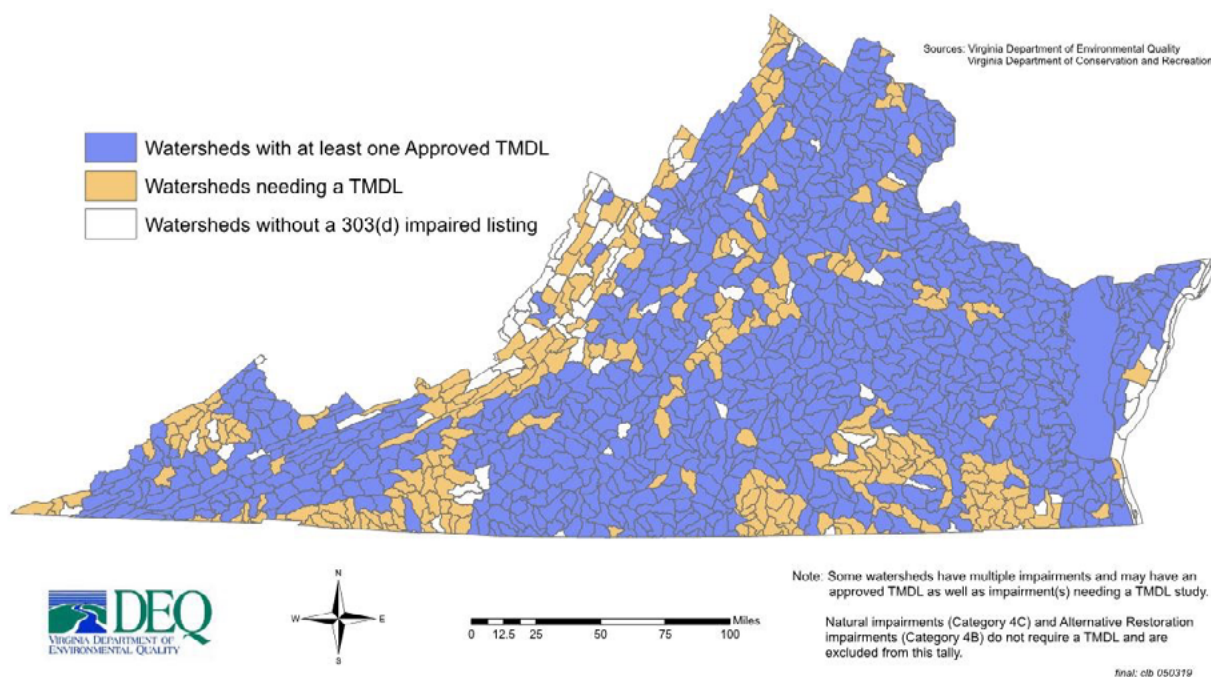 Sources: Virginia Department of Environmental Quality
Virginia Department of Conservation and Recreation
Watersheds with at least one Approved TMDL
Watersheds needing a TMDL
Watersheds without a 303(d) impaired listing
DEQ
VIRGINIA DEPARTMENT OF
ENVIRONMENTAL QUALITY
N
W
E
S
Miles
0 12.5 25 50 75 100
Note: Some watersheds have multiple impairments and may have an
approved TMDL as well as impairment(s) needing a TMDL study.
Natural impairments (Category 4C) and Alternative Restoration
impairments (Category 4B) do not require a TMDL and are
excluded from this tally.
final: clb 050319